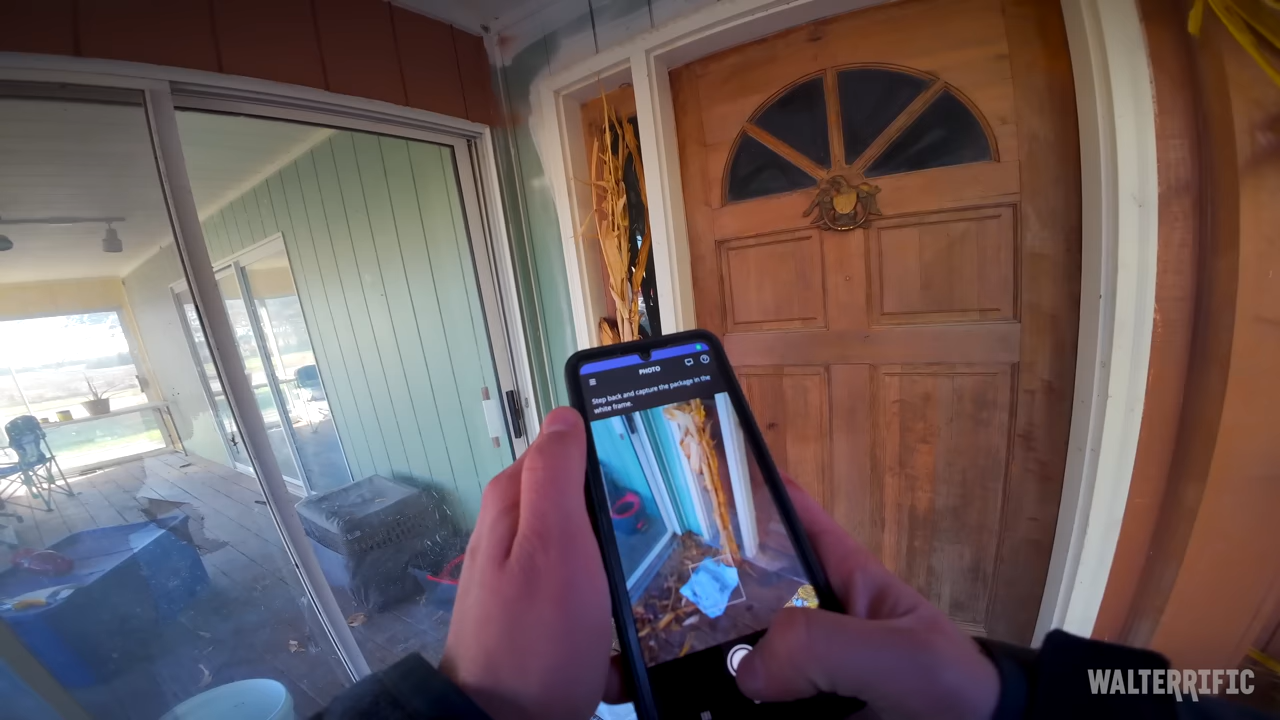 PHOTO
Step back and capture the package in the
white frame.
WALTERRIFIC